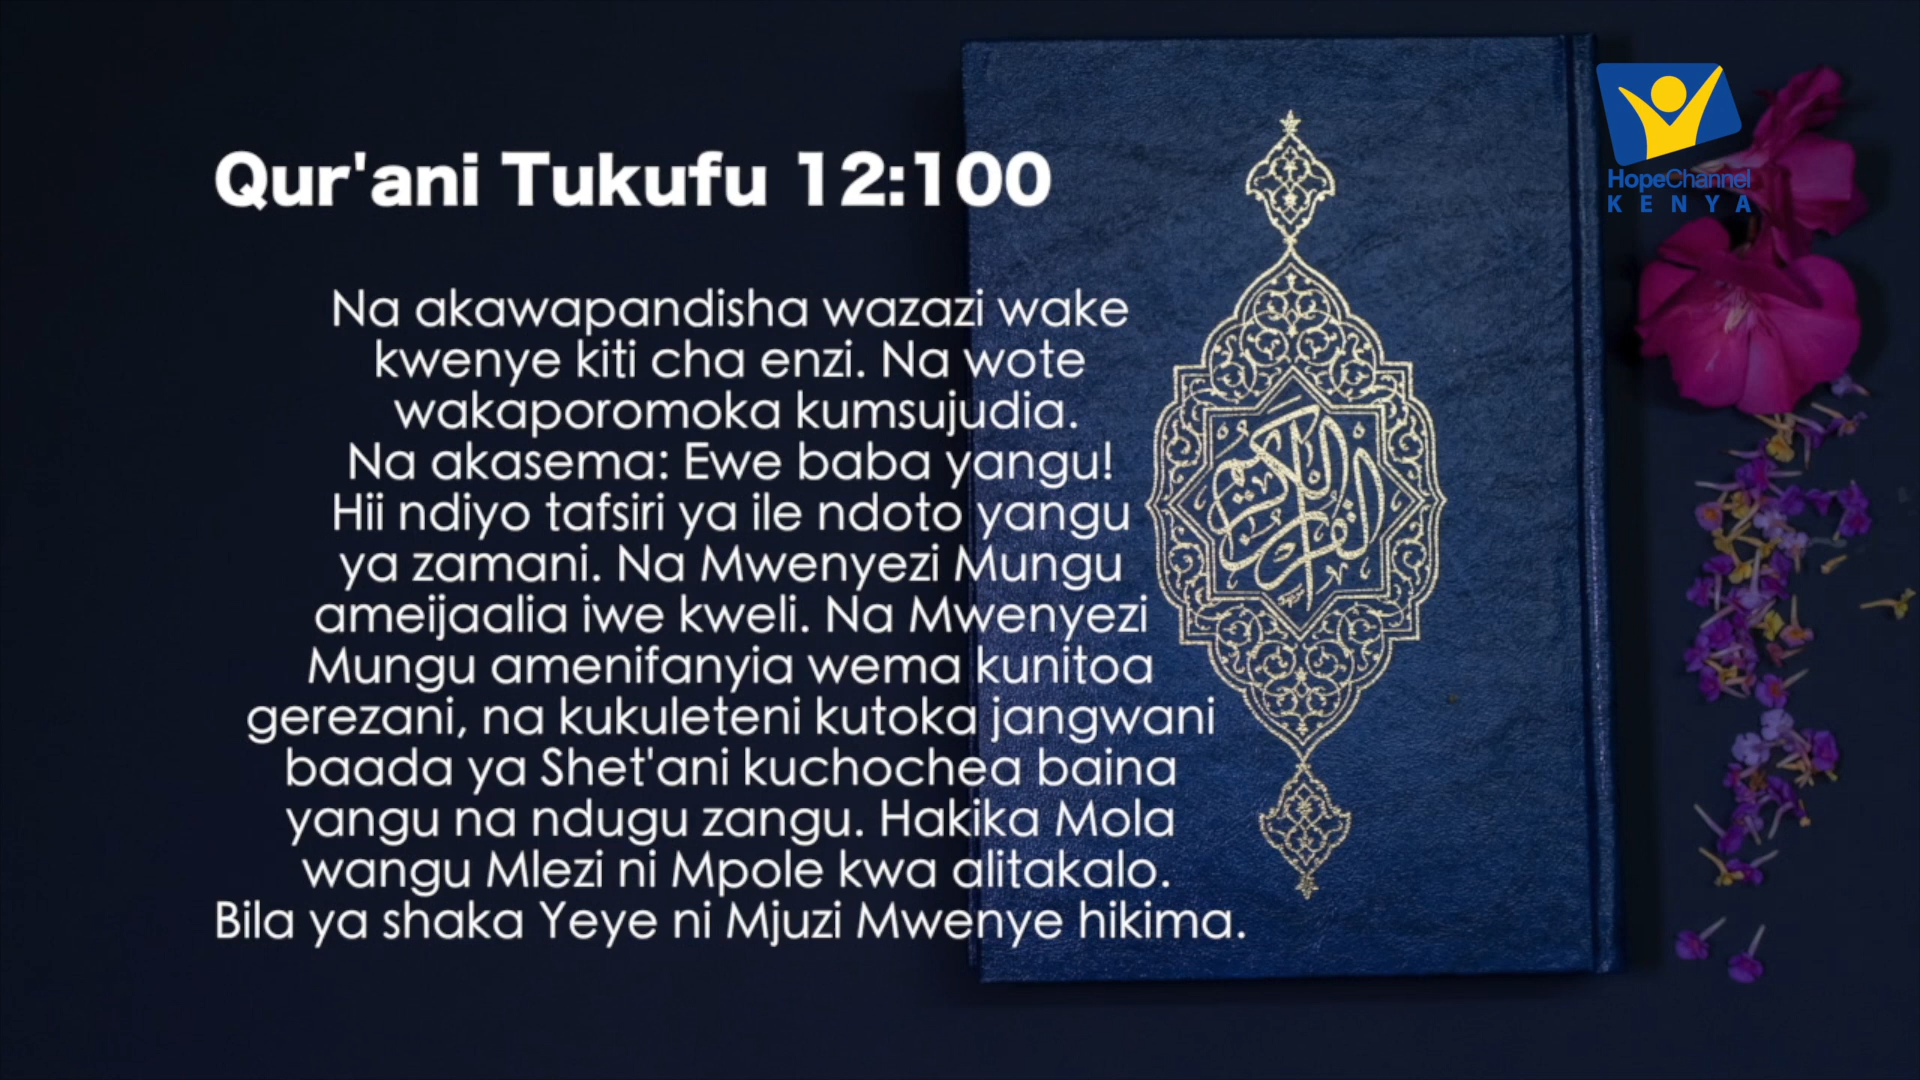 Qur'ani Tukufu 12:100
Na akawapandisha wazazi wake
kwenye kiti cha enzi. Na wote
wakaporomoka kumsujudia.
Na akasema: Ewe baba yangu!
Hii ndiyo tafsiri ya ile ndoto yangu
ya zamani. Na Mwenyezi Mungu
ameijaalia iwe kweli. Na Mwenyezi
Mungu amenifanyia wema kunitoa
gerezani, na kukuleteni kutoka jangwani
baada ya Shet'ani kuchochea baina
yangu na ndugu zangu. Hakika Mola
wangu Mlezi ni Mpole kwa alitakalo.
Bila ya shaka Yeye ni Mjuzi Mwenye hikima.
القرآن الكريم
HopeChannel
KENYA